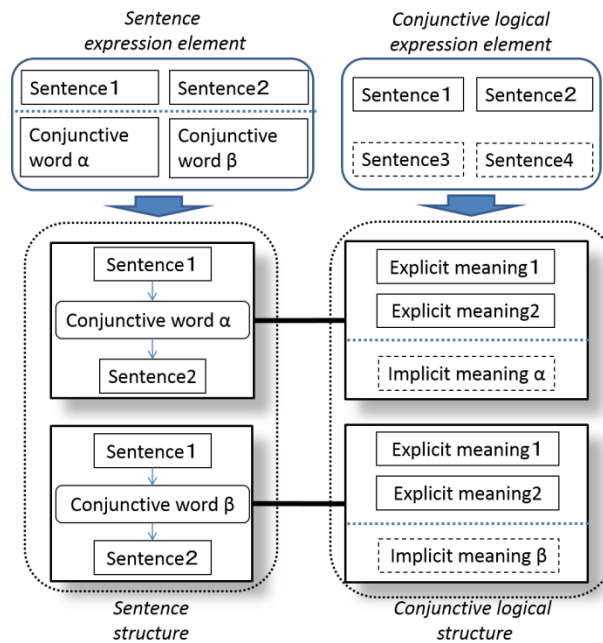 Sentence
expression element
Conjunctive logical
expression element
Sentence1
Sentence2
Conjunctive
word α
Conjunctive
word β
Sentence1
Sentence2
Sentence3
Sentence4
Sentence1
Conjunctive word α
Sentence2
Explicit meaning1
Explicit meaning2
Implicit meaning α
Sentence1
Conjunctive word β
Sentence2
Explicit meaning1
Explicit meaning2
Implicit meaning β
Sentence
structure
Conjunctive logical
structure